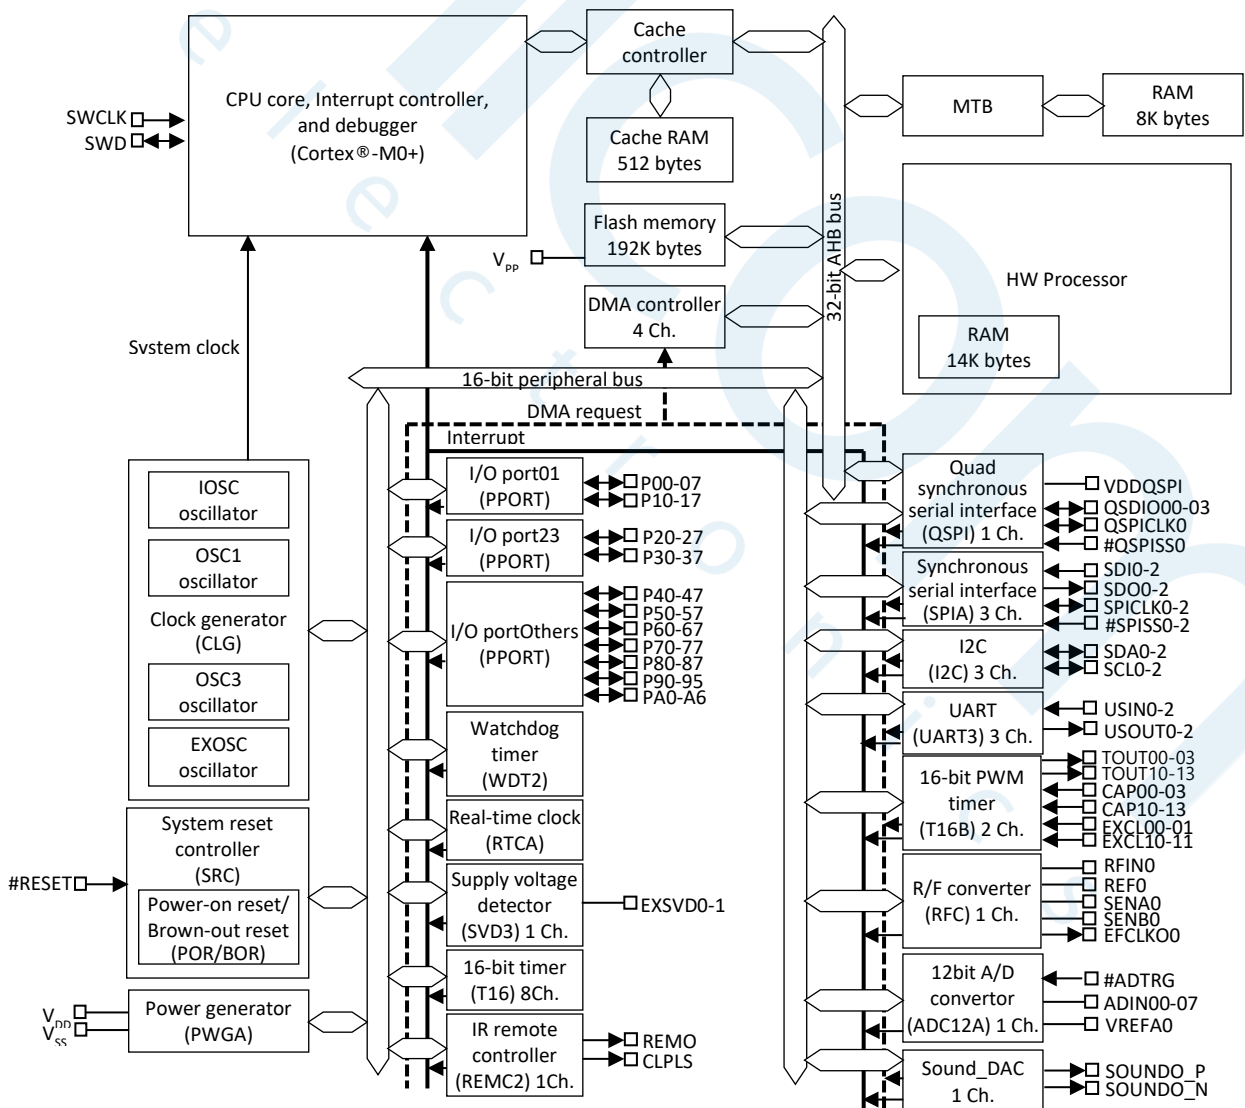 CPU core, Interrupt controller,
and debugger
(Cortex®-M0+)
SWCLK
SWD
Cache
controller
Cache RAM
512 bytes
Flash memory
192K bytes
VPP
DMA controller
4 Ch.
32-bit AHB bus
MTB
RAM
8K bytes
HW Processor
RAM
14K bytes
System clock
16-bit peripheral bus
DMA request
Interrupt
IOSC
oscillator
OSC1
oscillator
Clock generator
(CLG)
OSC3
oscillator
EXOSC
oscillator
System reset
controller
(SRC)
#RESET
Power-on reset/
Brown-out reset
(POR/BOR)
VDD
VSS
Power generator
(PWGA)
I/O port01
(PPORT)
P00-07
P10-17
I/O port23
(PPORT)
P20-27
P30-37
I/O portOthers
(PPORT)
P40-47
P50-57
P60-67
P70-77
P80-87
P90-95
PA0-A6
Watchdog
timer
(WDT2)
Real-time clock
(RTCA)
Supply voltage
detector
(SVD3) 1 Ch.
EXSVD0-1
16-bit timer
(T16) 8Ch.
IR remote
controller
(REMC2) 1Ch.
REMO
CLPLS
Quad
synchronous
serial interface
(QSPI) 1 Ch.
VDDQSPI
QSDIO00-03
QSPICLK0
#QSPISS0
Synchronous
serial interface
(SPIA) 3 Ch.
SDI0-2
SDO0-2
SPICLK0-2
#SPISS0-2
I2C
(I2C) 3 Ch.
SDA0-2
SCL0-2
UART
(UART3) 3 Ch.
USIN0-2
USOUT0-2
16-bit PWM
timer
(T16B) 2 Ch.
TOUT00-03
TOUT10-13
CAP00-03
CAP10-13
EXCL00-01
EXCL10-11
R/F converter
(RFC) 1 Ch.
RFIN0
REF0
SENA0
SENB0
EFCLKO0
12bit A/D
convertor
(ADC12A) 1 Ch.
#ADTRG
ADIN00-07
VREFA0
Sound_DAC
1 Ch.
SOUNDO_P
SOUNDO_N